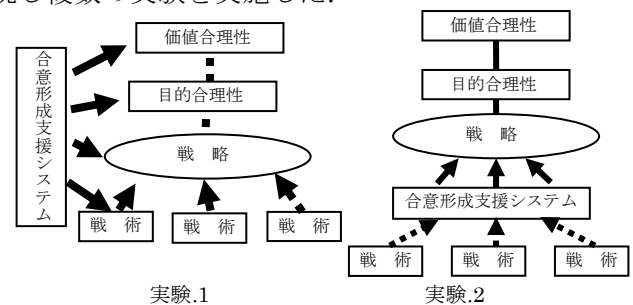 し複数の実験を実施した.
価値合理性
目的合理性
戦　略
合意形成支援システム
戦　術
戦　術
戦　術
実験.1
価値合理性
目的合理性
戦　略
合意形成支援システム
戦　術
戦　術
戦　術
実験.2